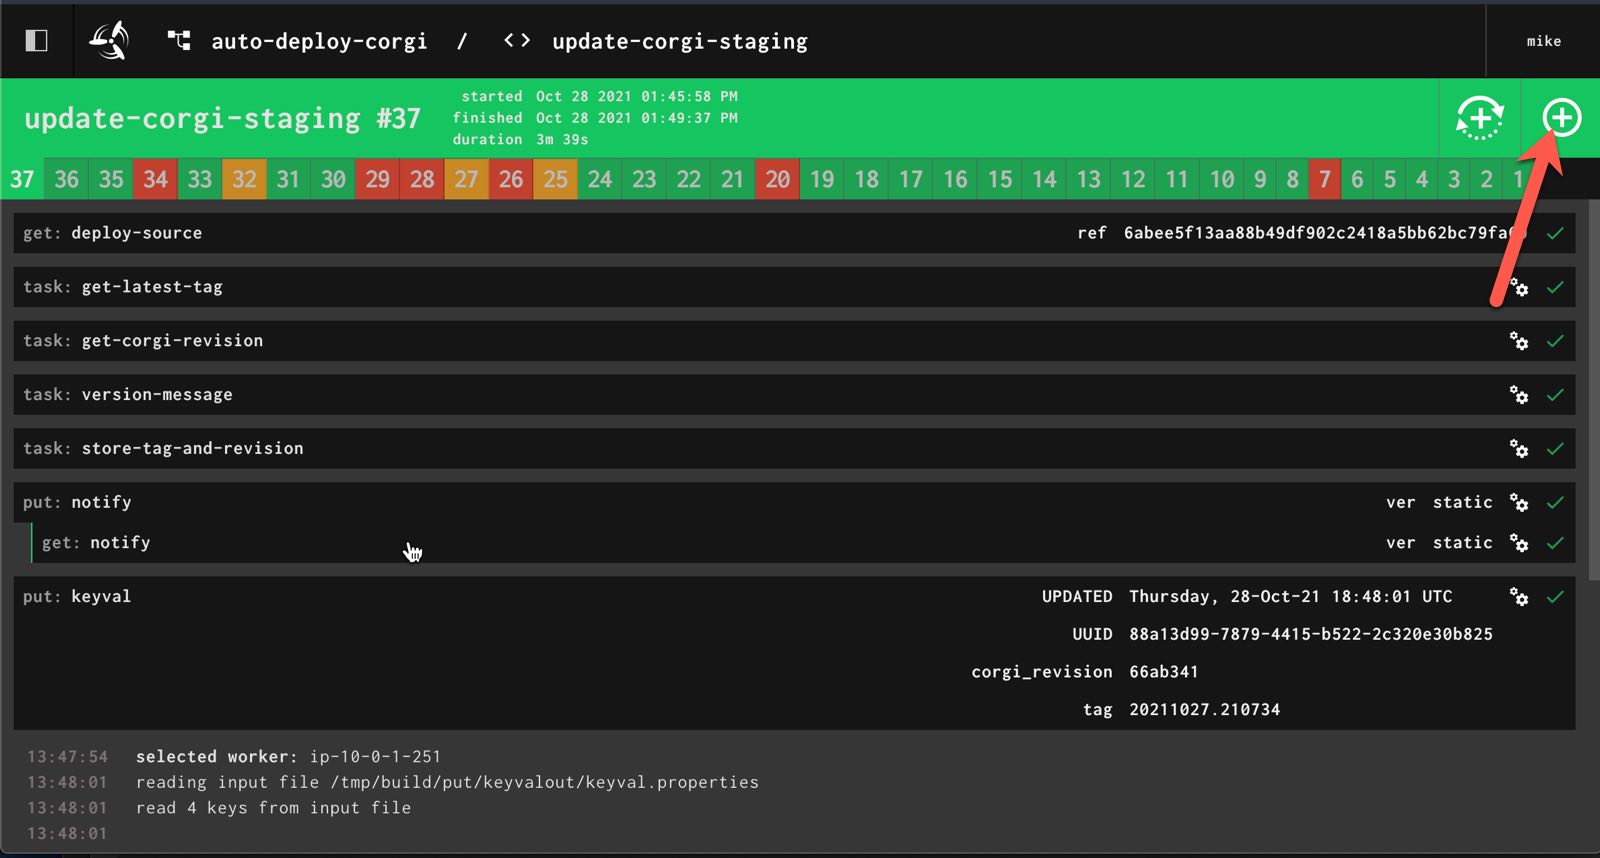 auto-deploy-corgi / <> update-corgi-staging mike
update-corgi-staging #37
started Oct 28 2021 01:45:58 PM
finished Oct 28 2021 01:49:37 PM
duration 3m 39s
37 36 35 34 33 32 31 30 29 28 27 26 25 24 23 22 21 20 19 18 17 16 15 14 13 12 11 10 9 8 7 6 5 4 3 2 1
get: deploy-source ref
task: get-latest-tag
task: get-corgi-revision
task: version-message
task: store-tag-and-revision
put: notify ver static
get: notify ver static
put: keyval UPDATED Thursday, 28-Oct-21 18:48:01 UTC
UUID 88a13d99-7879-4415-b522-2c320e30b825
corgi_revision 66ab341
tag 20211027.210734
13:47:54 selected worker: ip-10-0-1-251
13:48:01 reading input file /tmp/build/put/keyvalout/keyval.properties
13:48:01 read 4 keys from input file
13:48:01